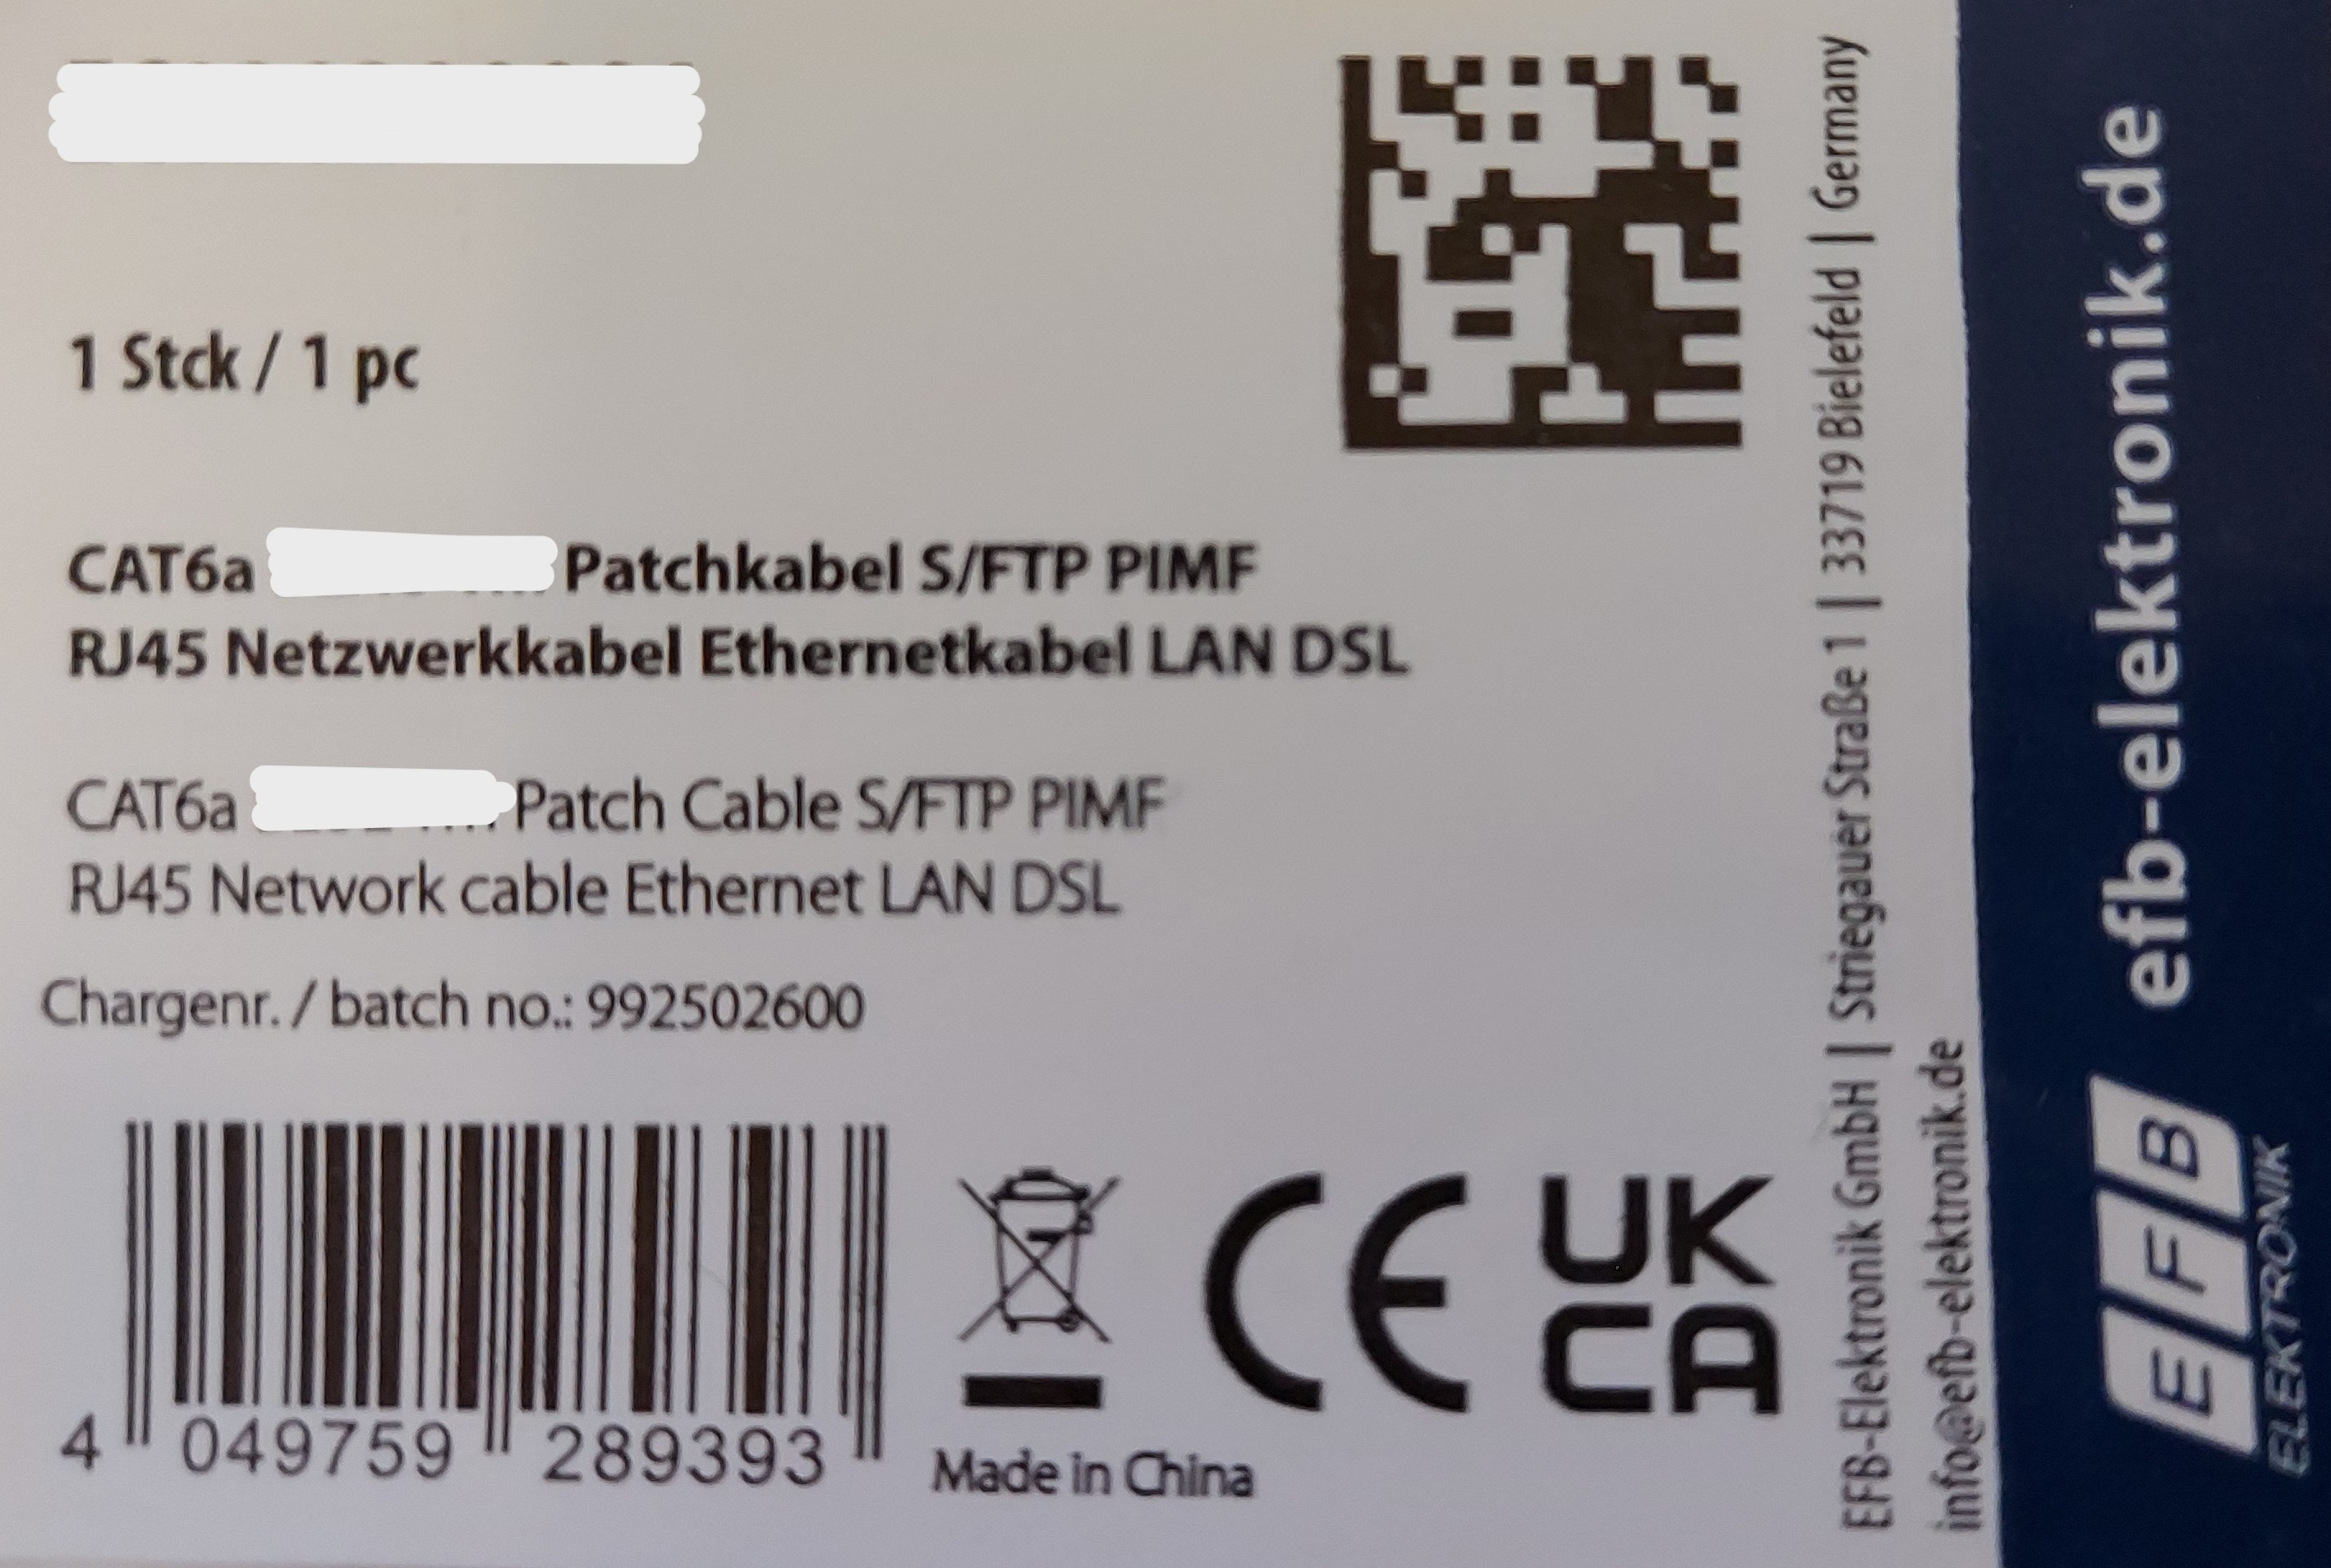 1 Stck / 1 pc
CAT6a Patchkabel S/FTP PIMF
RJ45 Netzwerkkabel Ethernetkabel LAN DSL
CAT6a Patch Cable S/FTP PIMF
RJ45 Network cable Ethernet LAN DSL
Chargenr. / batch no.: 992502600
4 049759 289393
CE
UK
CA
Made in China
EFB-Elektronik GmbH | Striegauer Straße 1 | 33719 Bielefeld | Germany
info@efb-elektronik.de
EFB
ELEKTRONIK
efb-elektronik.de